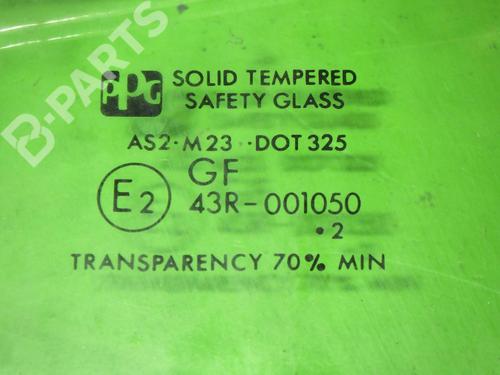 B-PARTS
PPG SOLID TEMPERED
SAFETY GLASS
AS2·M23 ··DOT 325
GF
E2 43R-001050
·2
TRANSPARENCY 70% MIN